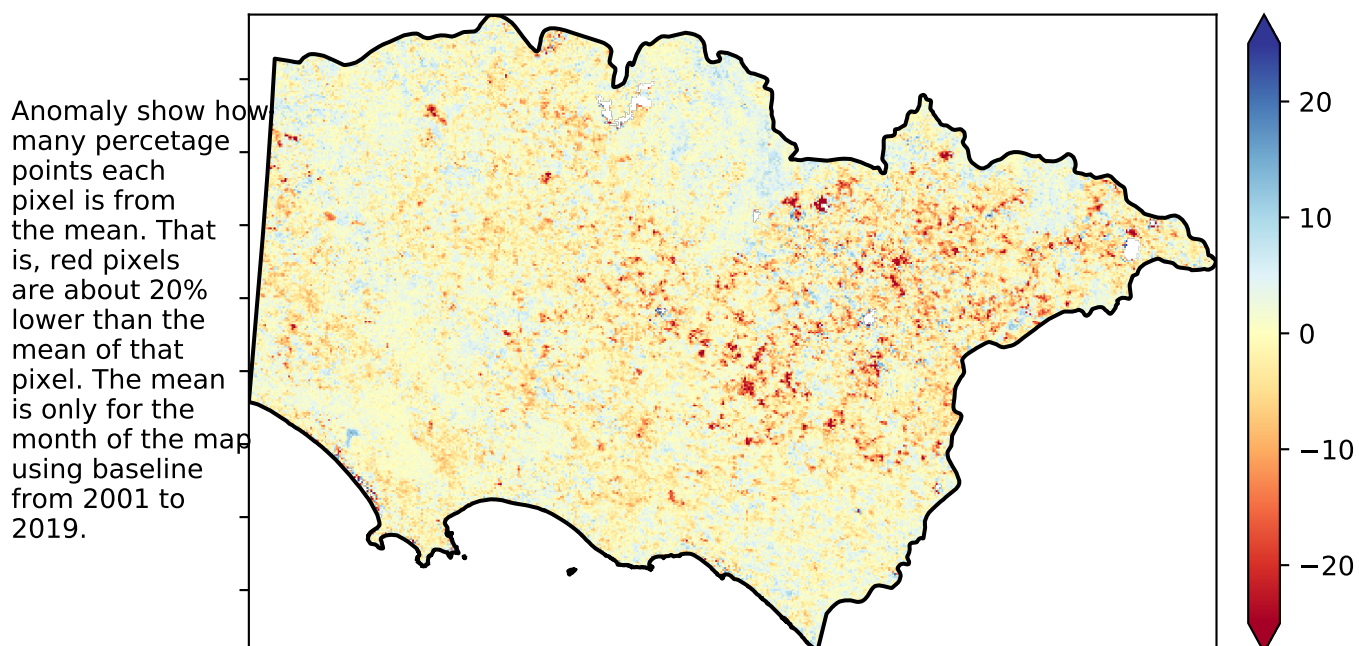 Anomaly show how
many percetage
points each
pixel is from
the mean. That
is, red pixels
are about 20%
lower than the
mean of that
pixel. The mean
is only for the
month of the map
using baseline
from 2001 to
2019.
20
10
0
−10
−20